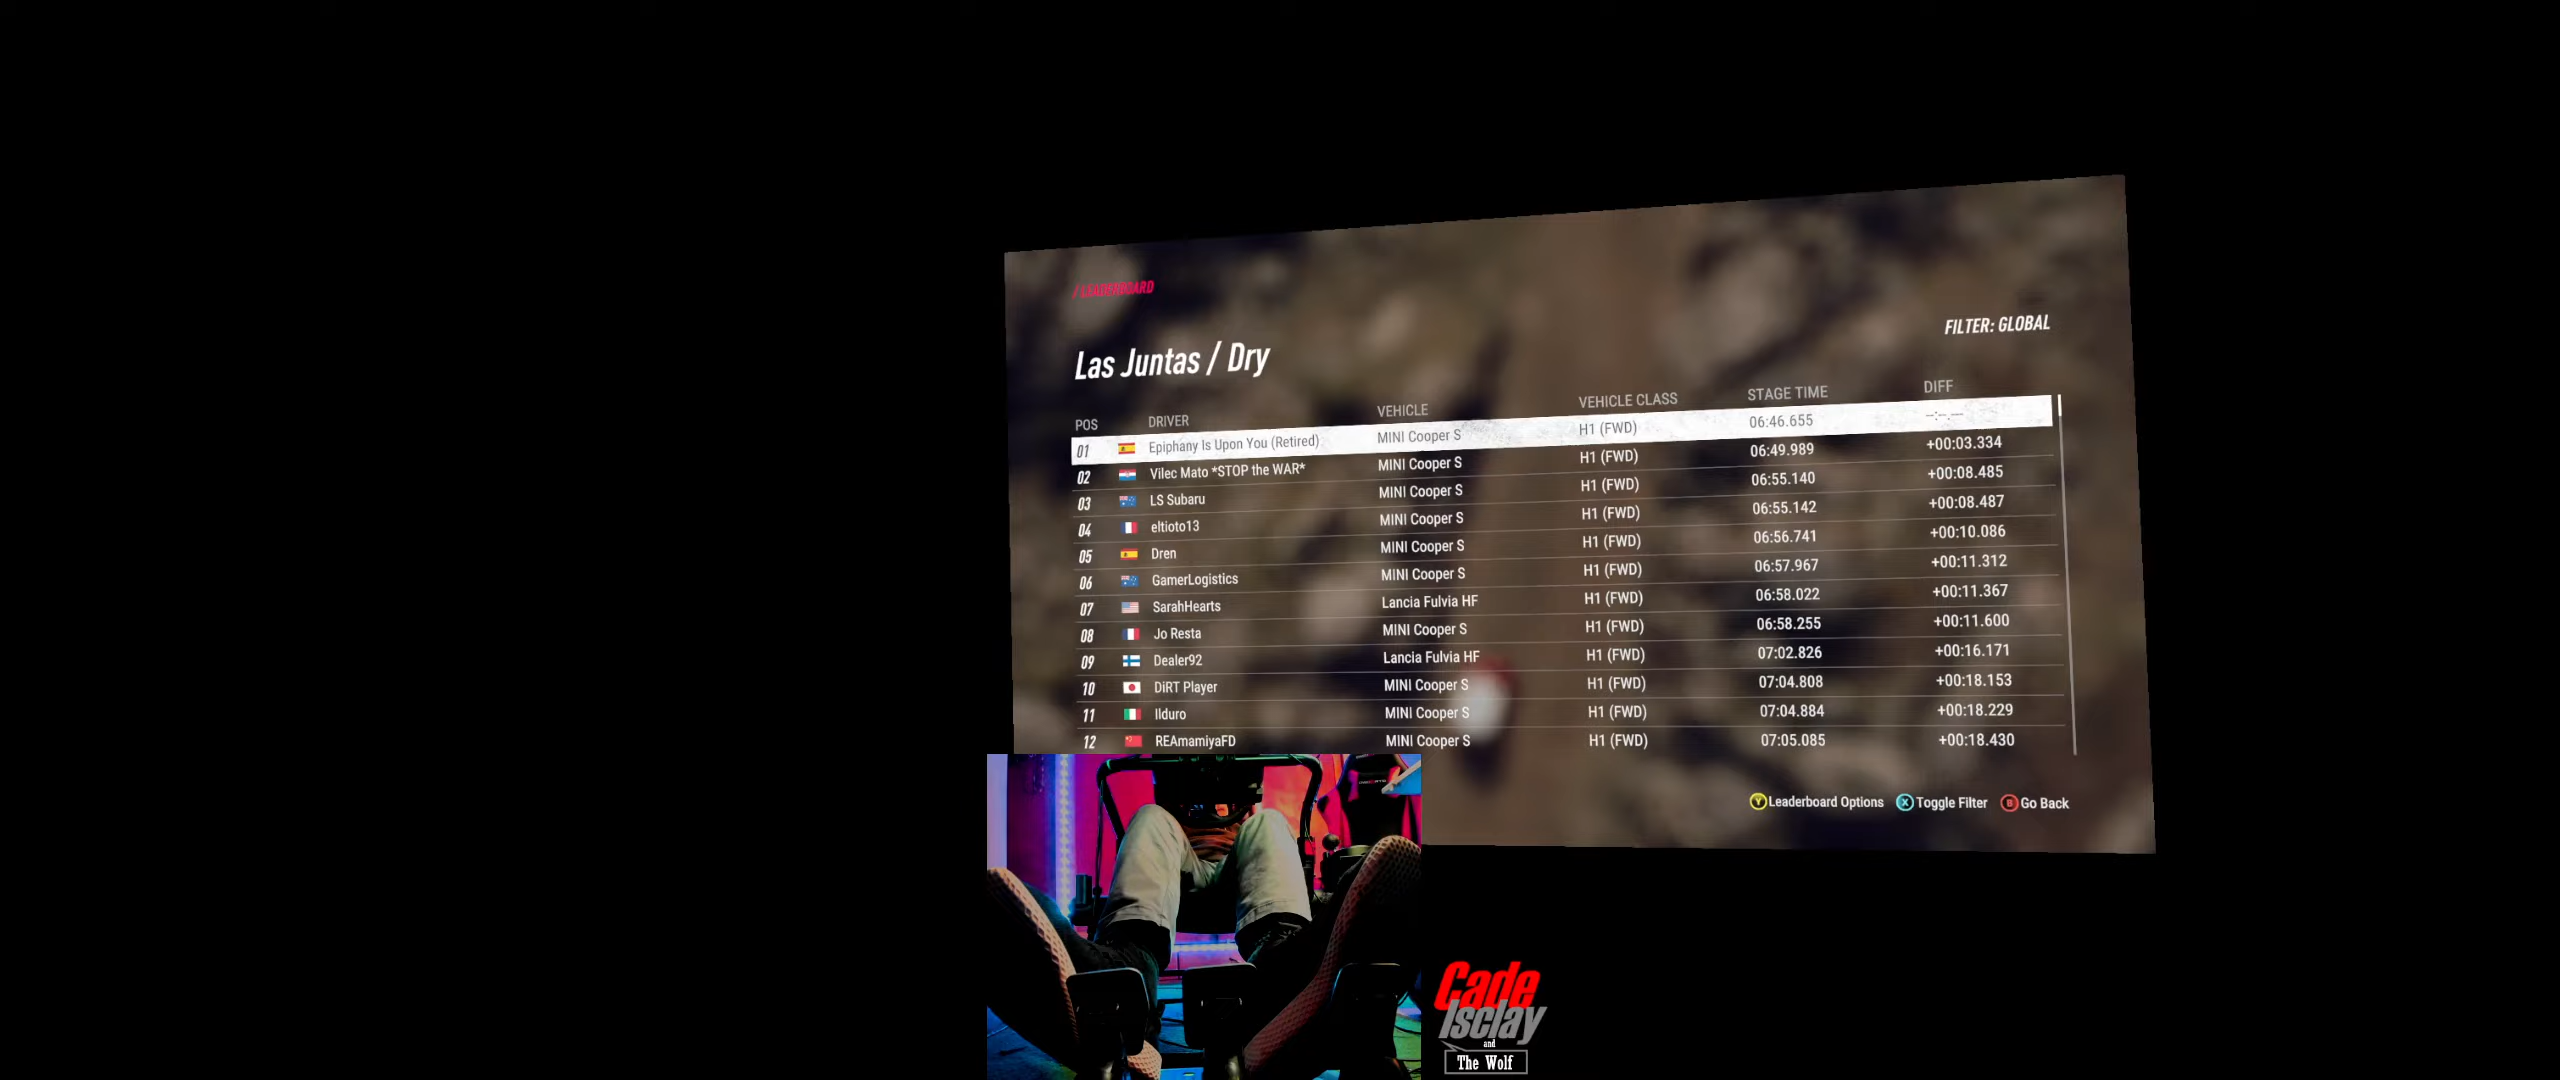 / LEADERBOARD
FILTER: GLOBAL
Las Juntas / Dry
POS DRIVER VEHICLE VEHICLE CLASS STAGE TIME DIFF
01 Epiphany Is Upon You (Retired) MINI Cooper S H1 (FWD) 06:46.655 --:--.---
02 Vilec Mato *STOP the WAR* MINI Cooper S H1 (FWD) 06:49.989 +00:03.334
03 LS Subaru MINI Cooper S H1 (FWD) 06:55.140 +00:08.485
04 eltioto13 MINI Cooper S H1 (FWD) 06:55.142 +00:08.487
05 Dren MINI Cooper S H1 (FWD) 06:56.741 +00:10.086
06 GamerLogistics MINI Cooper S H1 (FWD) 06:57.967 +00:11.312
07 SarahHearts Lancia Fulvia HF H1 (FWD) 06:58.022 +00:11.367
08 Jo Resta MINI Cooper S H1 (FWD) 06:58.255 +00:11.600
09 Dealer92 Lancia Fulvia HF H1 (FWD) 07:02.826 +00:16.171
10 DiRT Player MINI Cooper S H1 (FWD) 07:04.808 +00:18.153
11 Ilduro MINI Cooper S H1 (FWD) 07:04.884 +00:18.229
12 REAmamiyaFD MINI Cooper S H1 (FWD) 07:05.085 +00:18.430
Y Leaderboard Options X Toggle Filter B Go Back
Cade
Isclay
and
The Wolf